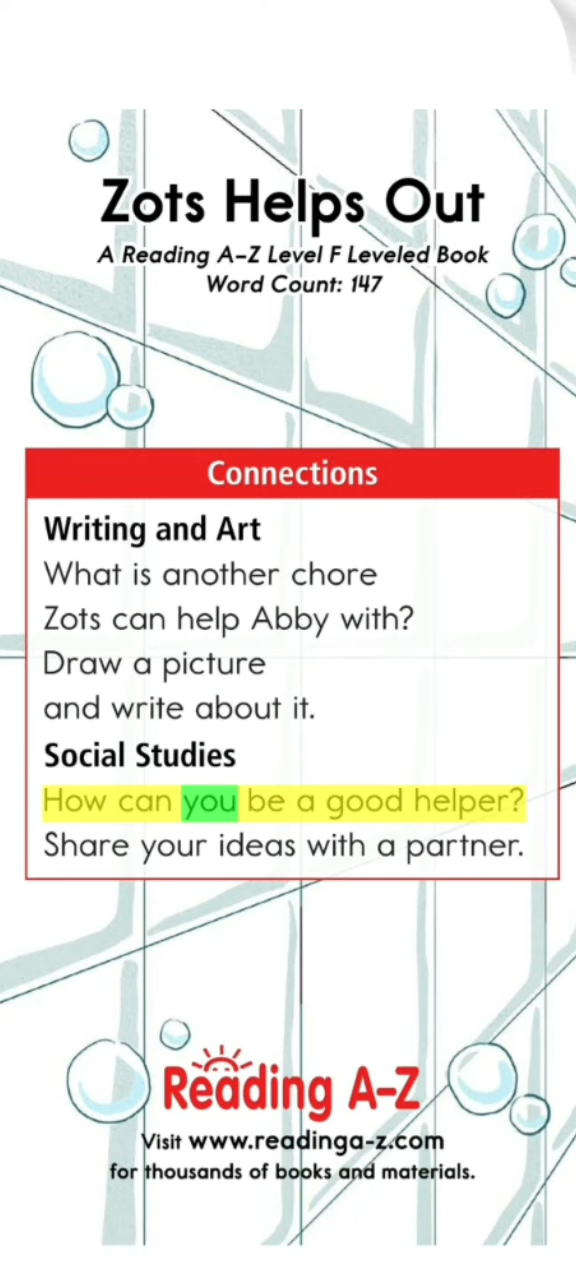 Zots Helps Out
A Reading A–Z Level F Leveled Book
Word Count: 147
Connections
Writing and Art
What is another chore
Zots can help Abby with?
Draw a picture
and write about it.
Social Studies
How can you be a good helper?
Share your ideas with a partner.
Reading A–Z
Visit www.readinga-z.com
for thousands of books and materials.